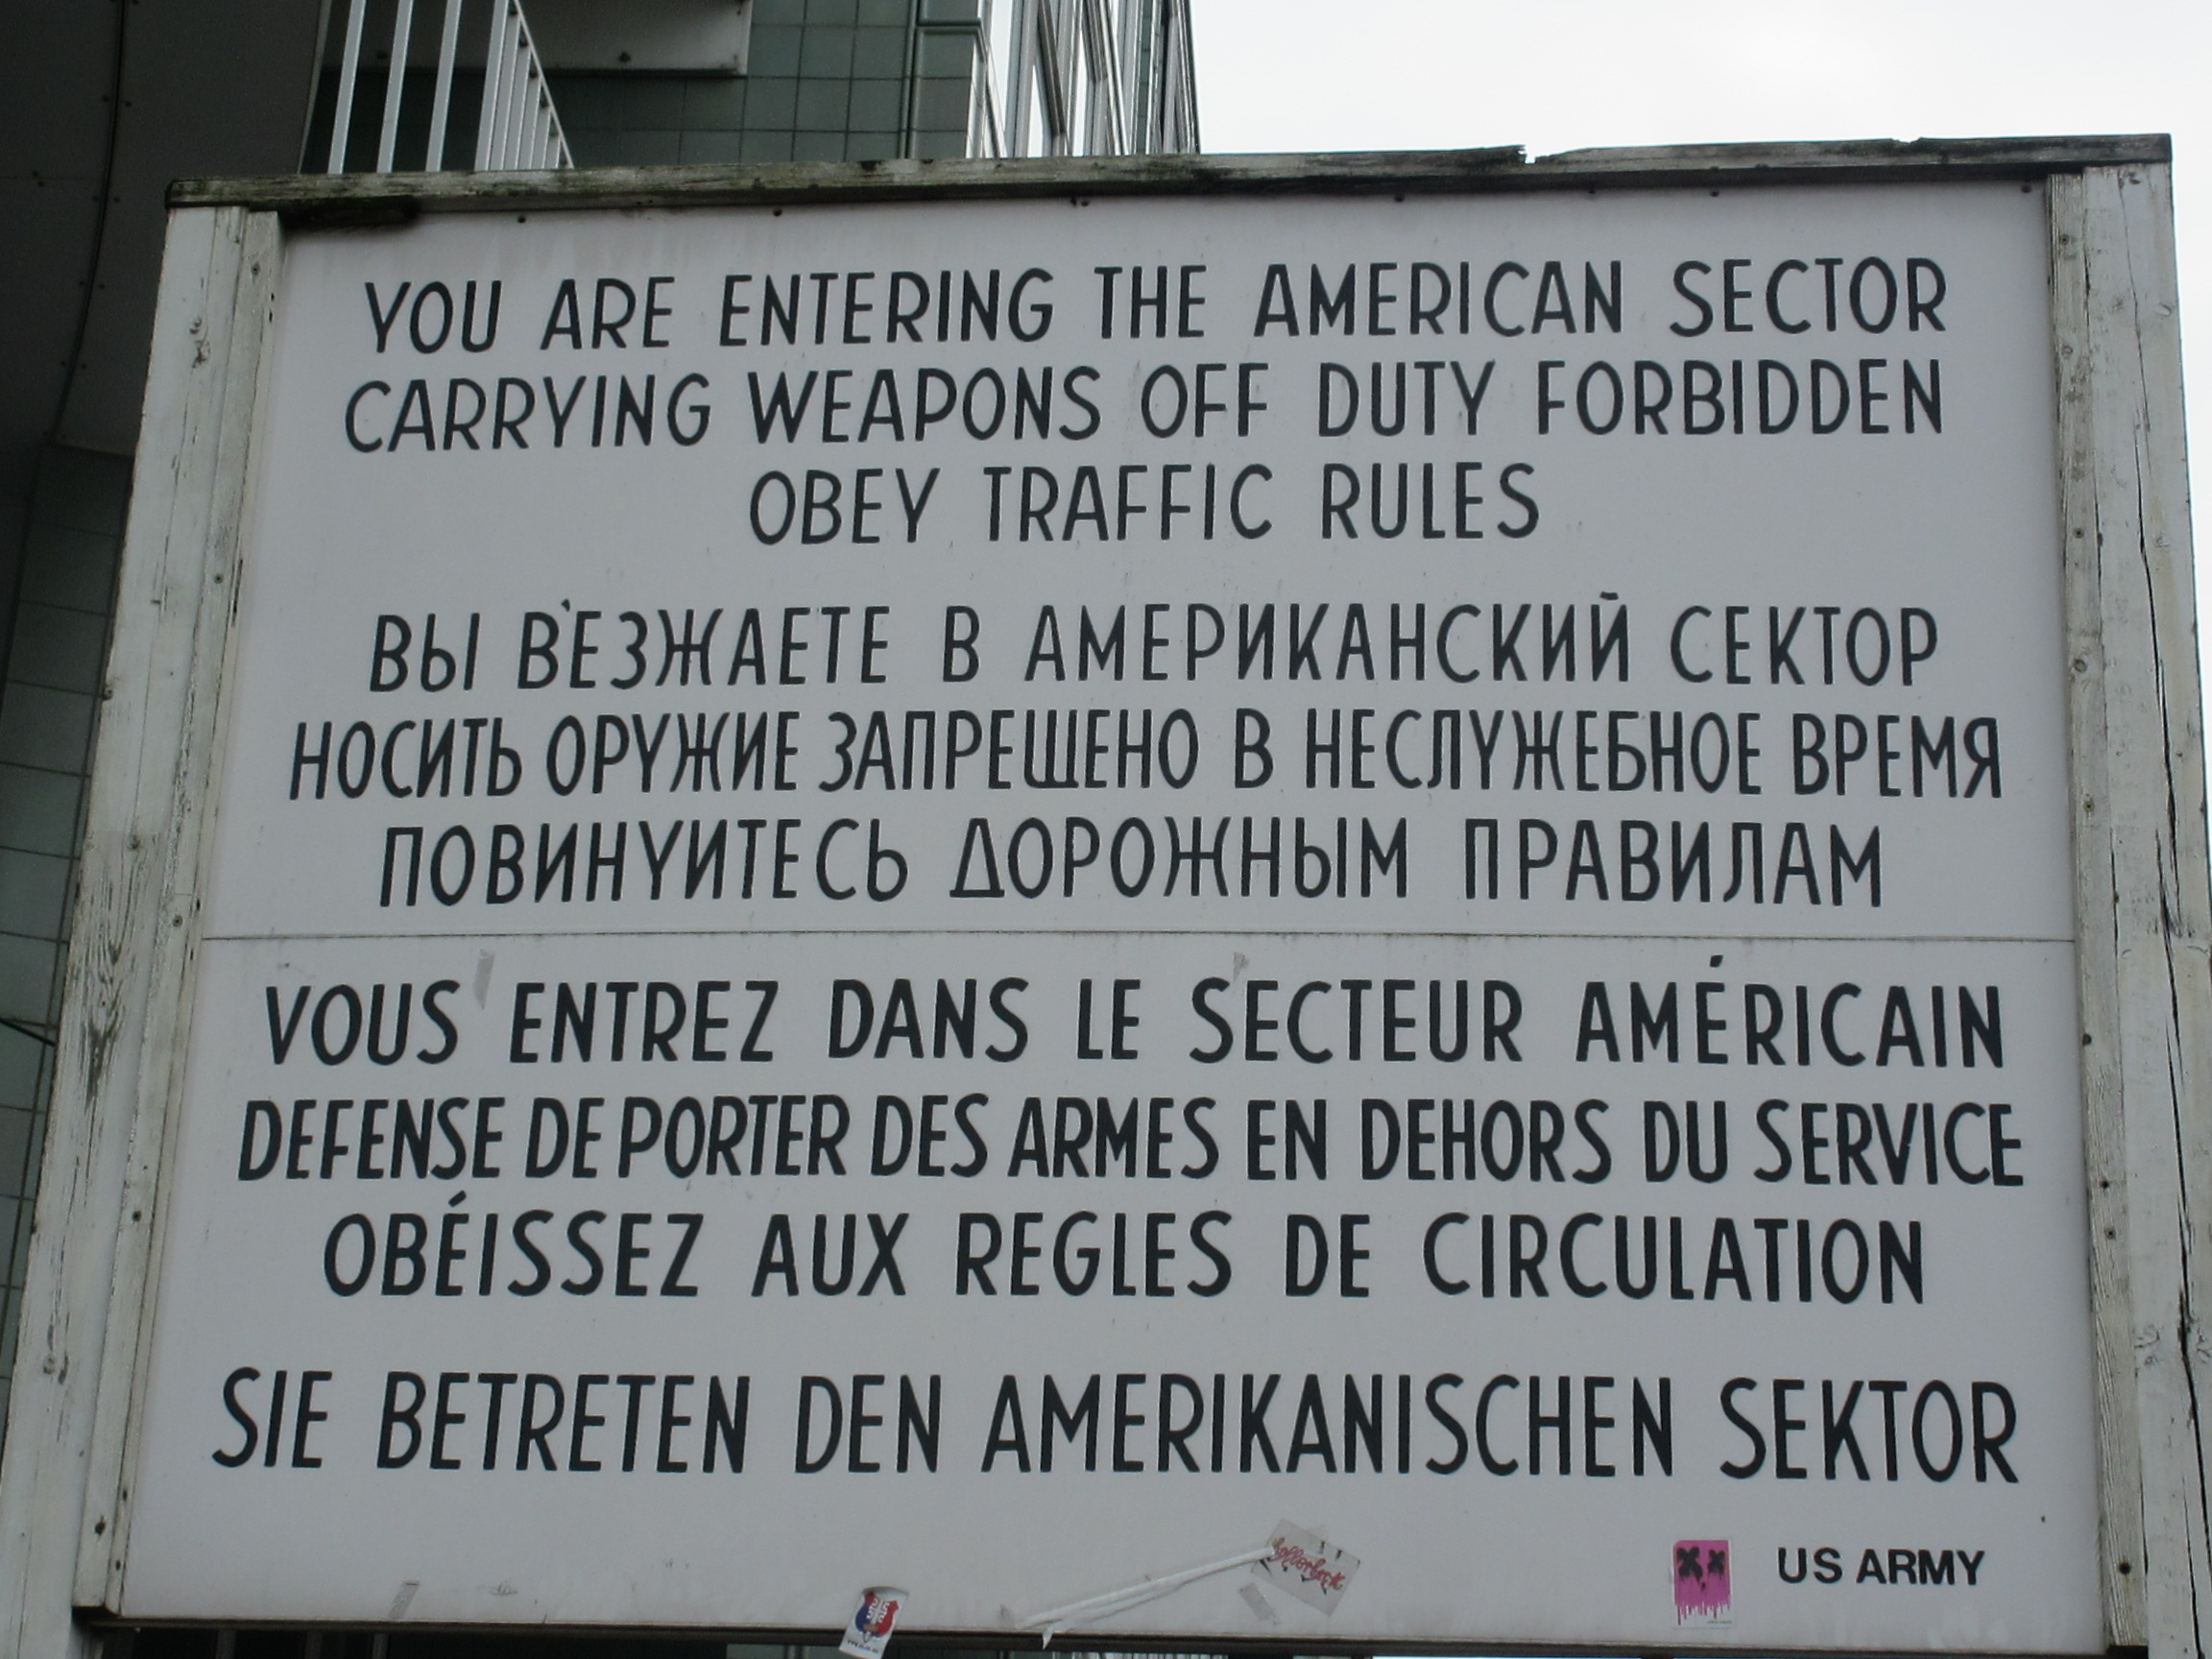 YOU ARE ENTERING THE AMERICAN SECTOR
CARRYING WEAPONS OFF DUTY FORBIDDEN
OBEY TRAFFIC RULES
ВЫ В'ЕЗЖАЕТЕ В АМЕРИКАНСКИЙ СЕКТОР
НОСИТЬ ОРУЖИЕ ЗАПРЕЩЕНО В НЕСЛУЖЕБНОЕ ВРЕМЯ
ПОВИНУИТЕСЬ ДОРОЖНЫМ ПРАВИЛАМ
VOUS ENTREZ DANS LE SECTEUR AMÉRICAIN
DEFENSE DE PORTER DES ARMES EN DEHORS DU SERVICE
OBÉISSEZ AUX REGLES DE CIRCULATION
SIE BETRETEN DEN AMERIKANISCHEN SEKTOR
US ARMY